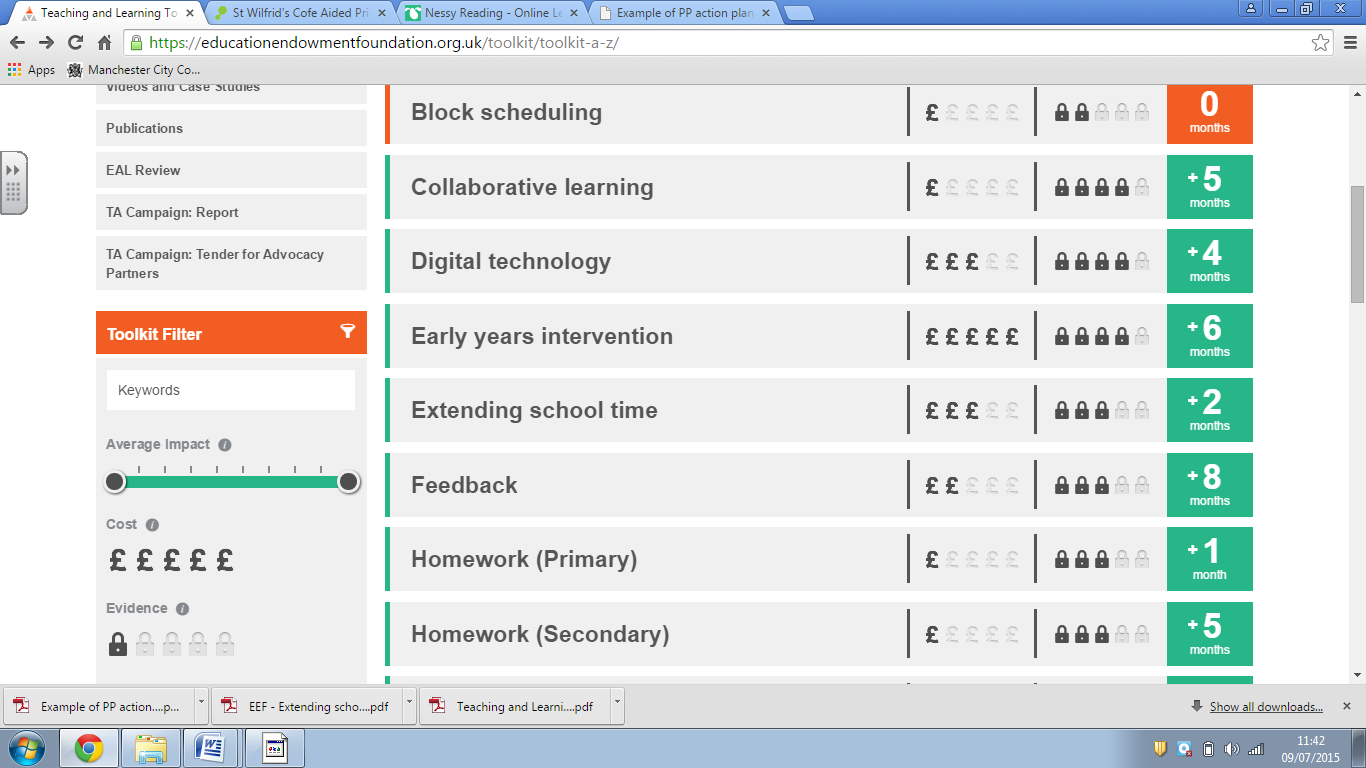 Teaching and Learning To
St Wilfrid's Cofe Aided Pri
Nessy Reading - Online Le
Example of PP action plan
https://educationendowmentfoundation.org.uk/toolkit/toolkit-a-z/
Apps
Manchester City Co...
Videos and Case Studies
Publications
EAL Review
TA Campaign: Report
TA Campaign: Tender for Advocacy
Partners
Toolkit Filter
Keywords
Average Impact
Cost
£ £ £ £ £
Evidence
Block scheduling
£ £ £ £ £
0
months
Collaborative learning
£ £ £ £ £
+5
months
Digital technology
£ £ £ £ £
+4
months
Early years intervention
£ £ £ £ £
+6
months
Extending school time
£ £ £ £ £
+2
months
Feedback
£ £ £ £ £
+8
months
Homework (Primary)
£ £ £ £ £
+1
month
Homework (Secondary)
£ £ £ £ £
+5
months
Example of PP action....p...
EEF - Extending scho....pdf
Teaching and Learni....pdf
Show all downloads...
11:42
09/07/2015